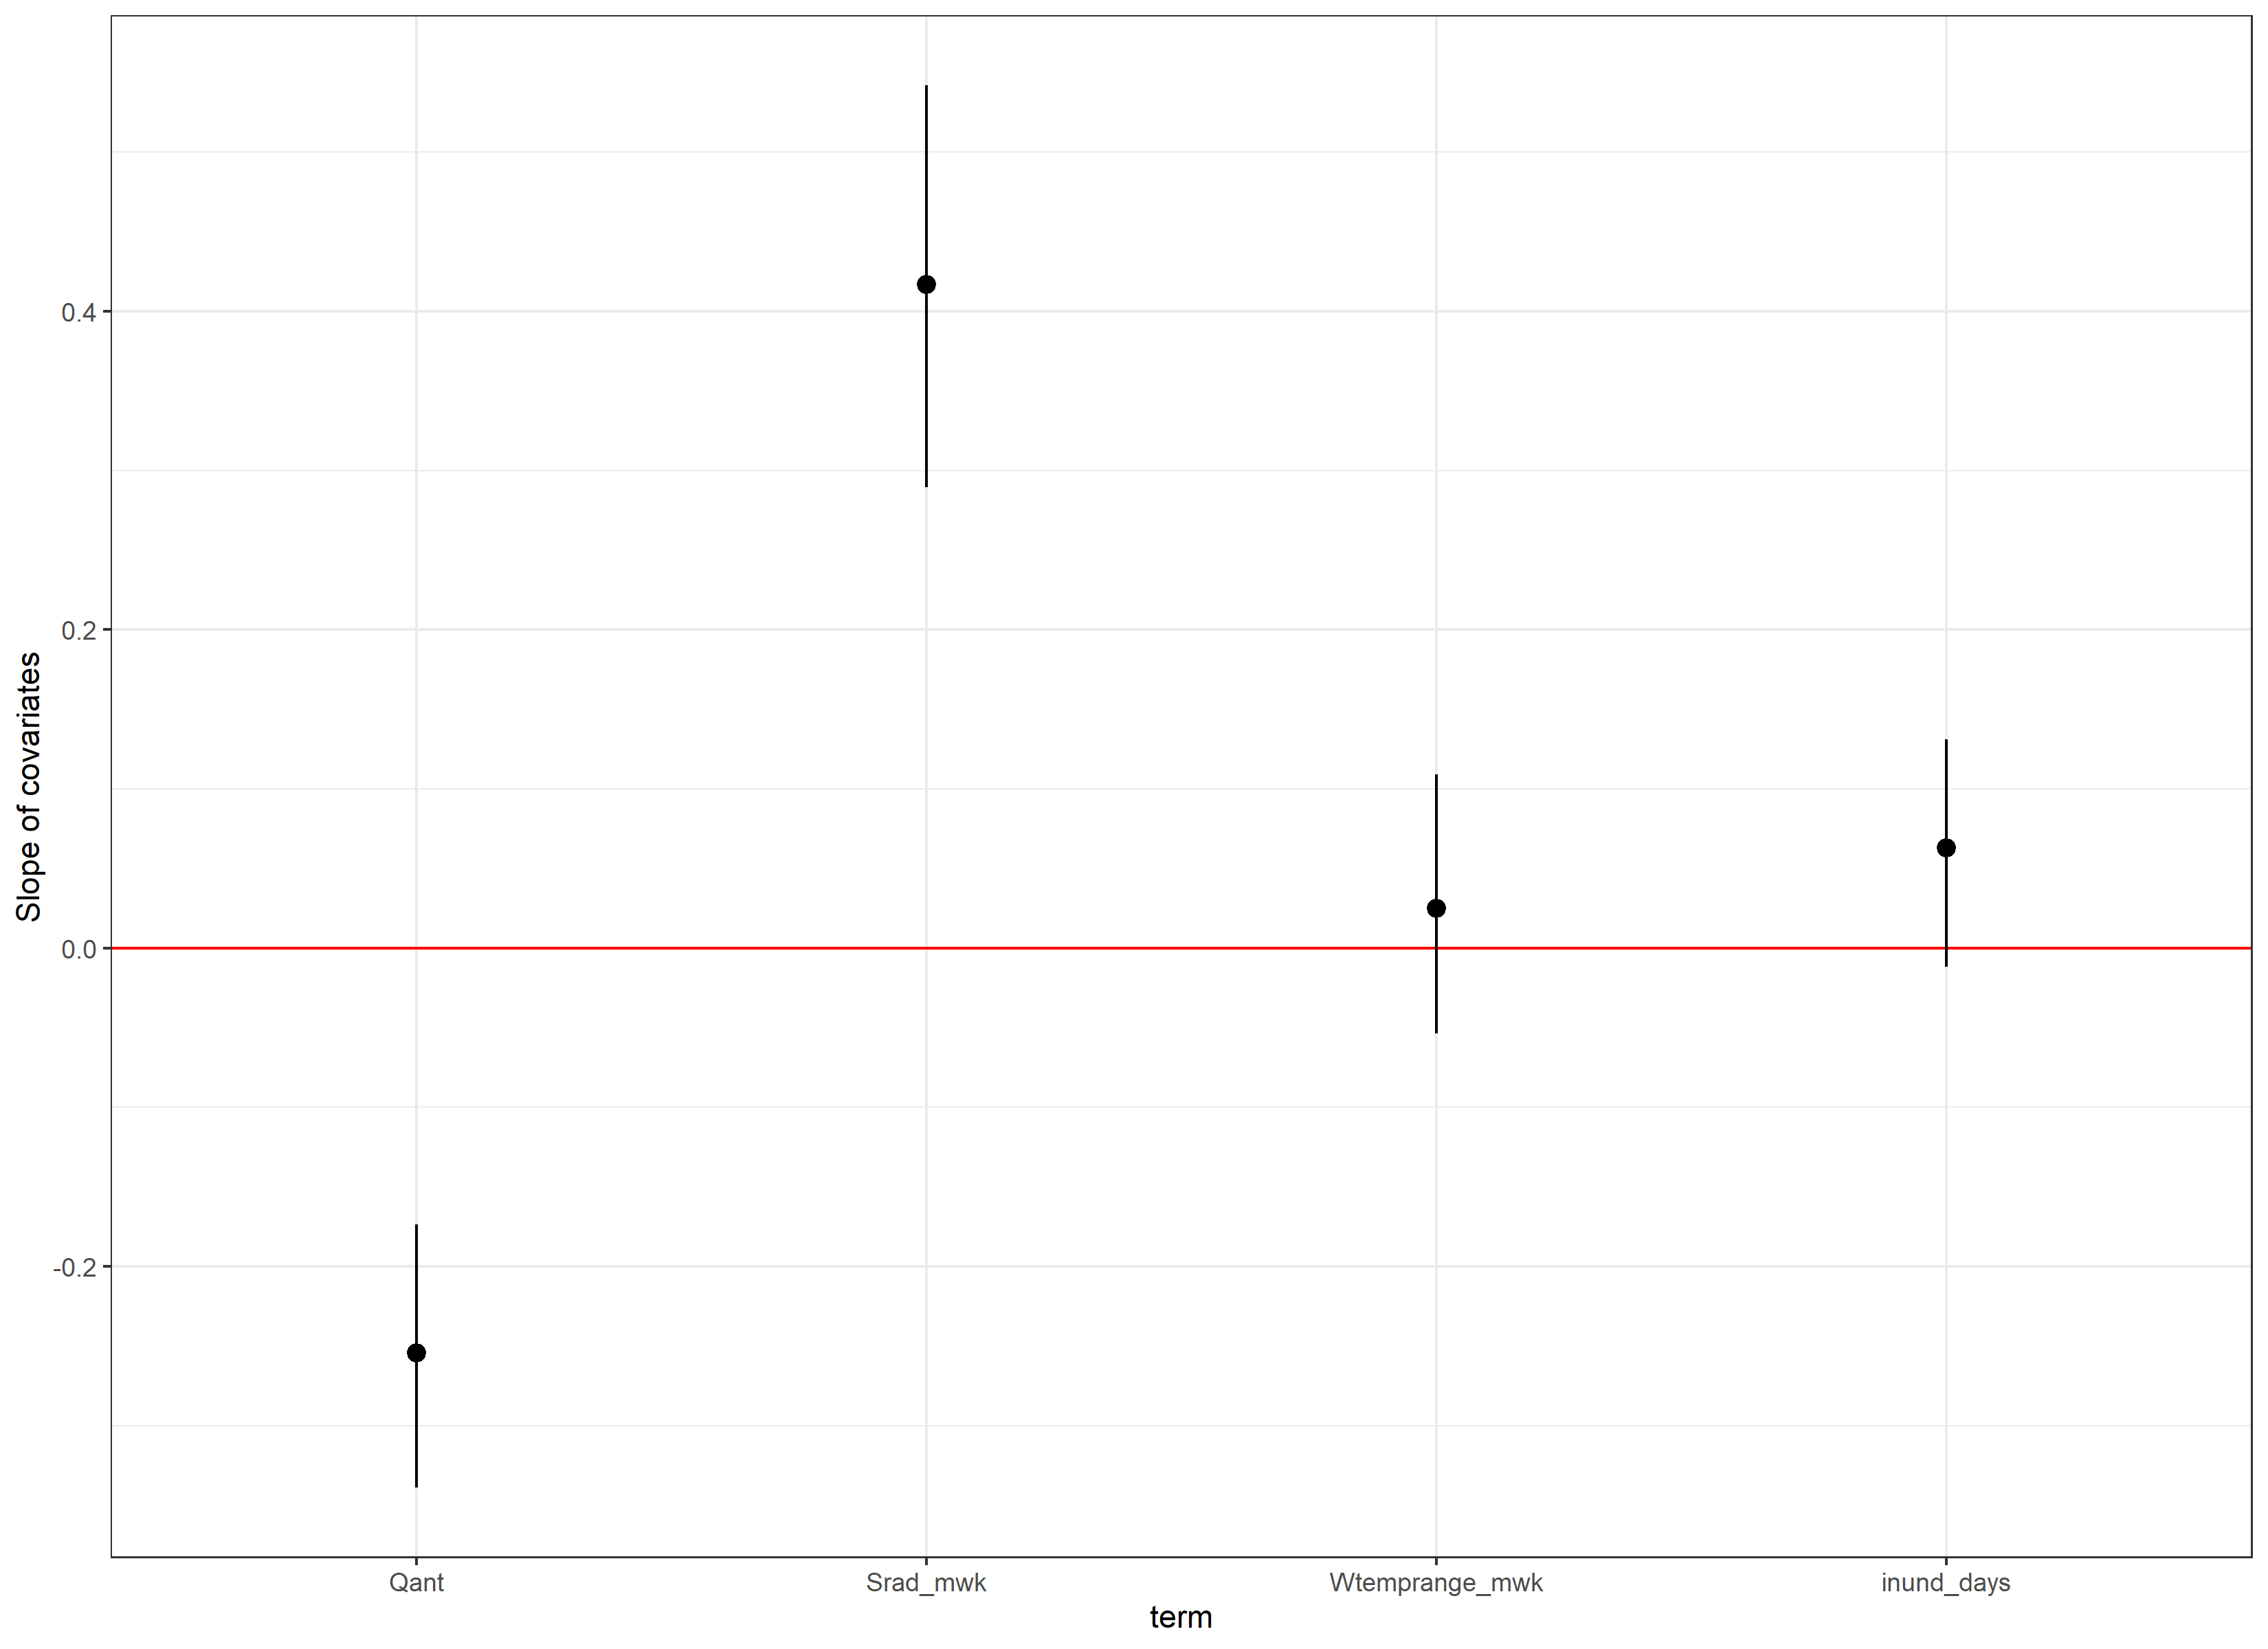 Slope of covariates
0.4
0.2
0.0
-0.2
Qant
Srad_mwk
Wtemprange_mwk
inund_days
term